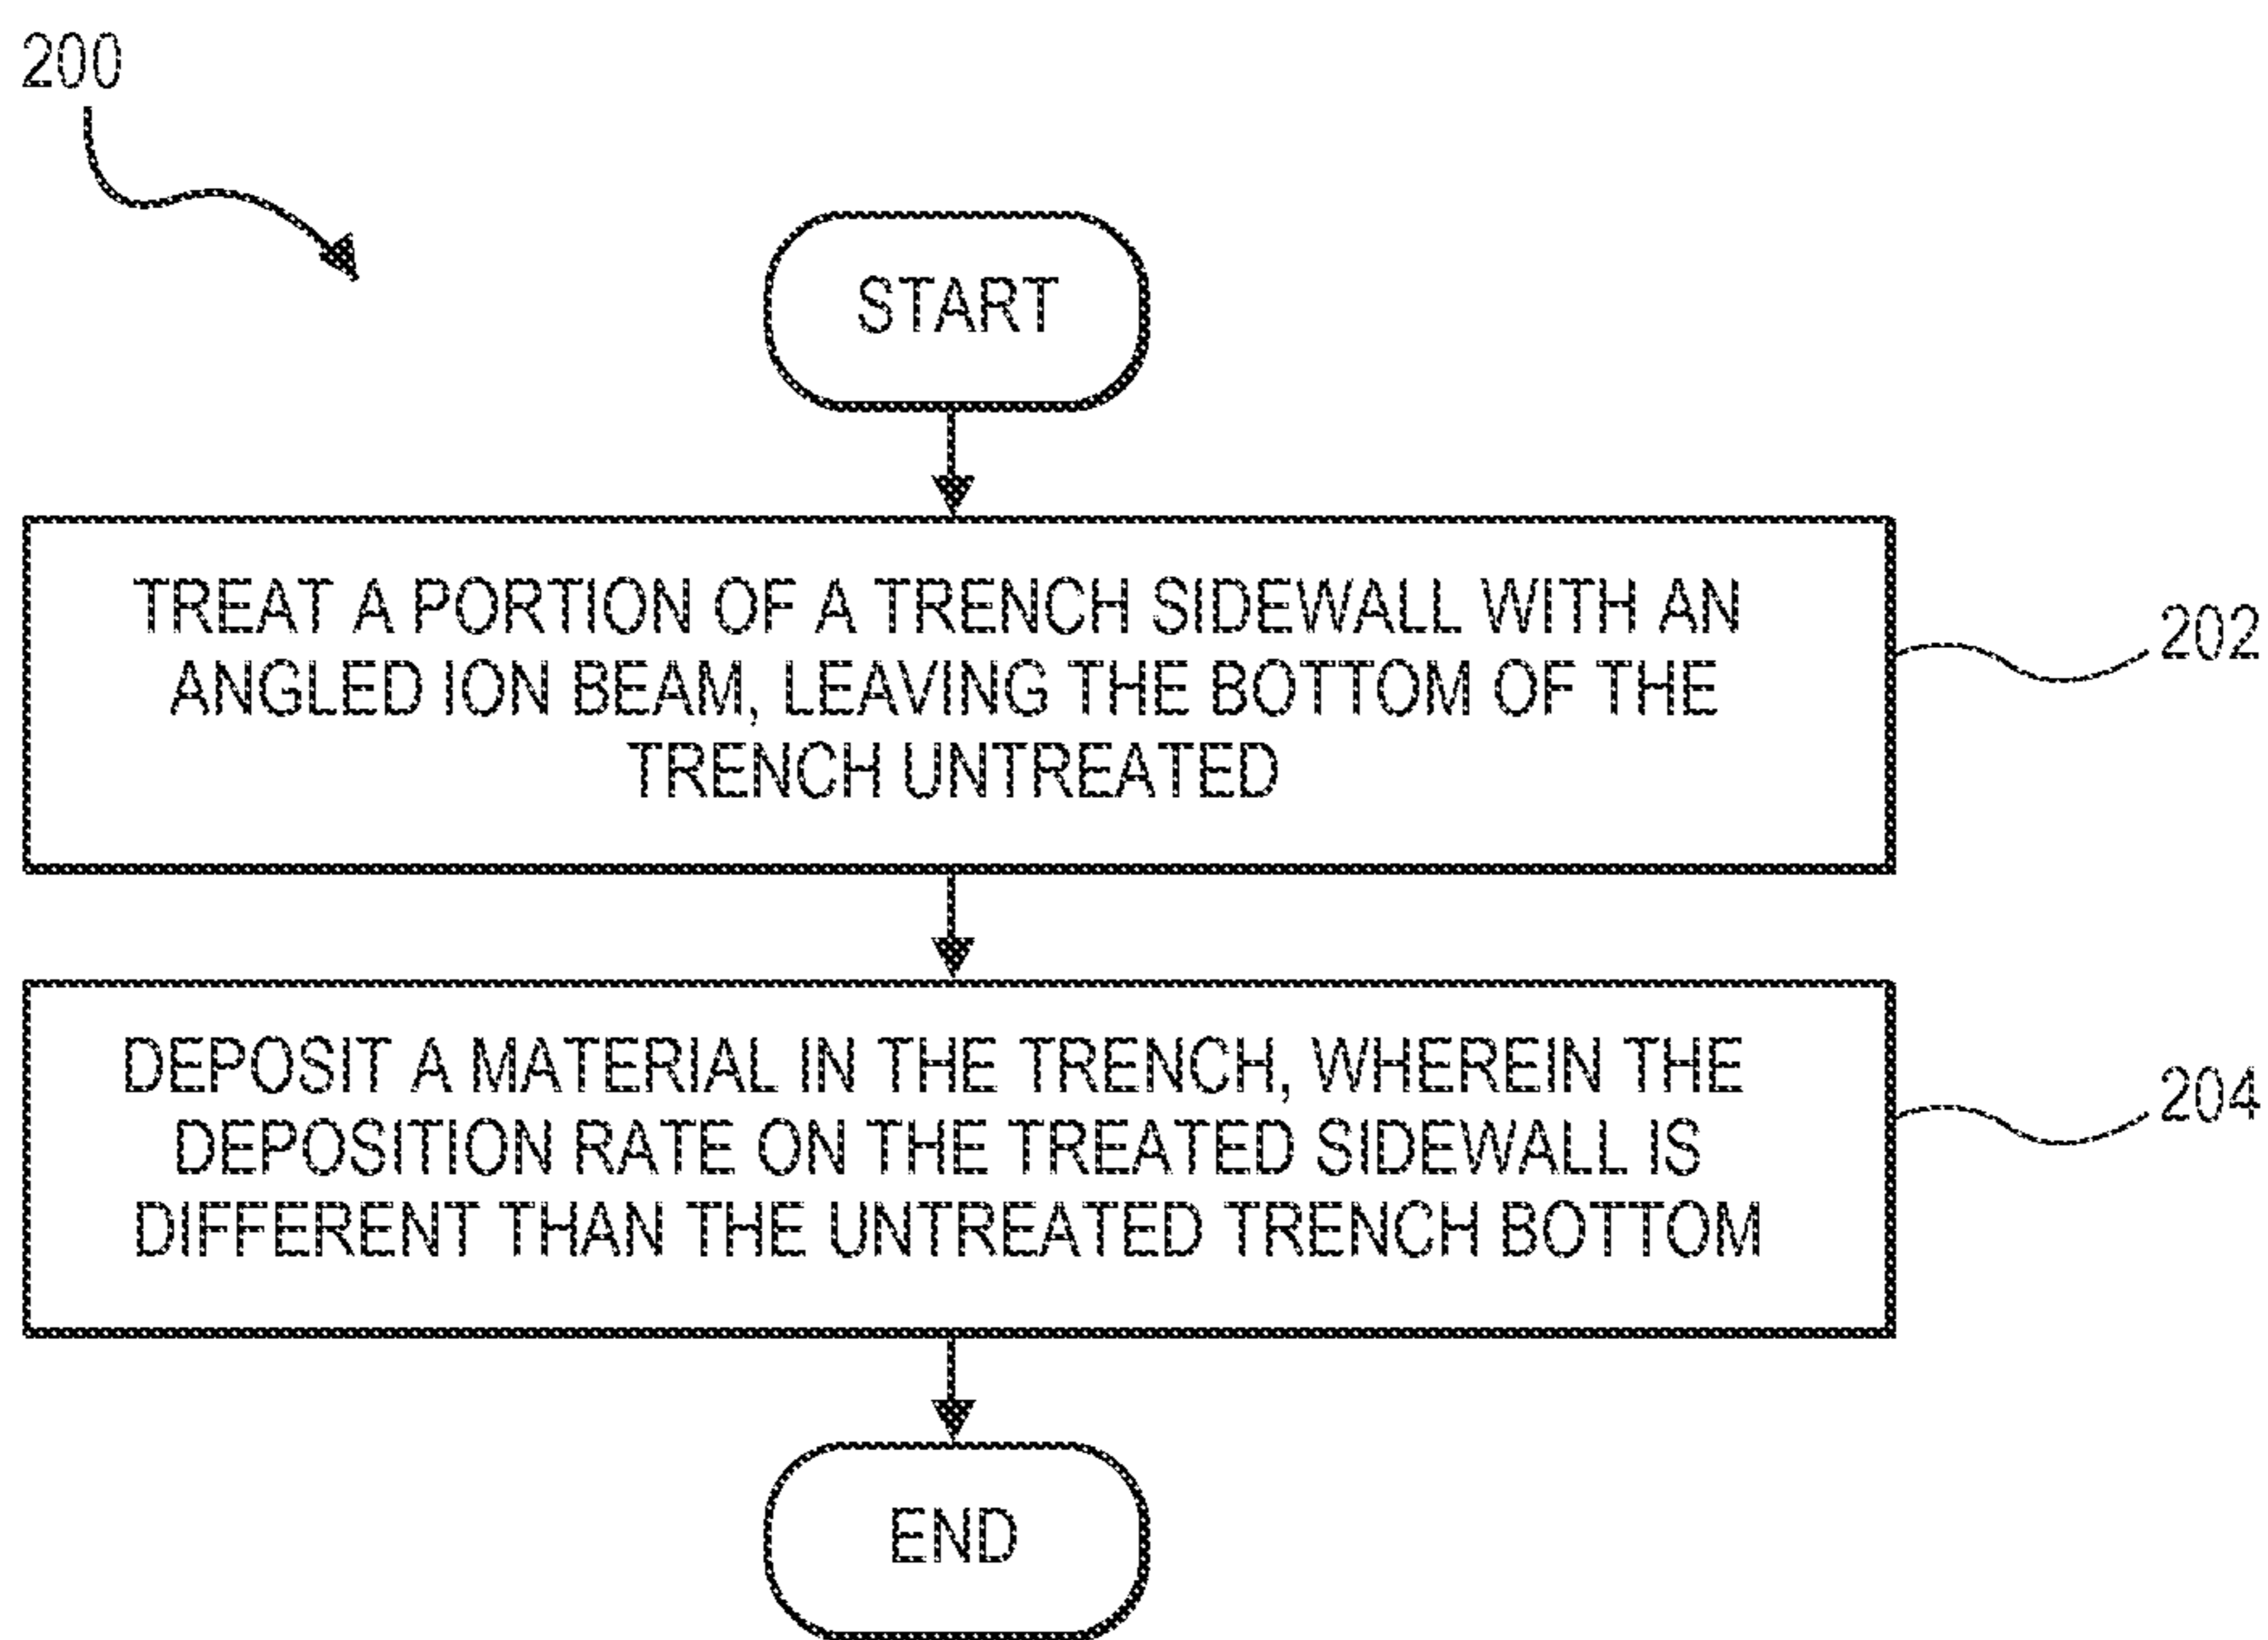 200
START
TREAT A PORTION OF A TRENCH SIDEWALL WITH AN
ANGLED ION BEAM, LEAVING THE BOTTOM OF THE
TRENCH UNTREATED
202
DEPOSIT A MATERIAL IN THE TRENCH, WHEREIN THE
DEPOSITION RATE ON THE TREATED SIDEWALL IS
DIFFERENT THAN THE UNTREATED TRENCH BOTTOM
204
END